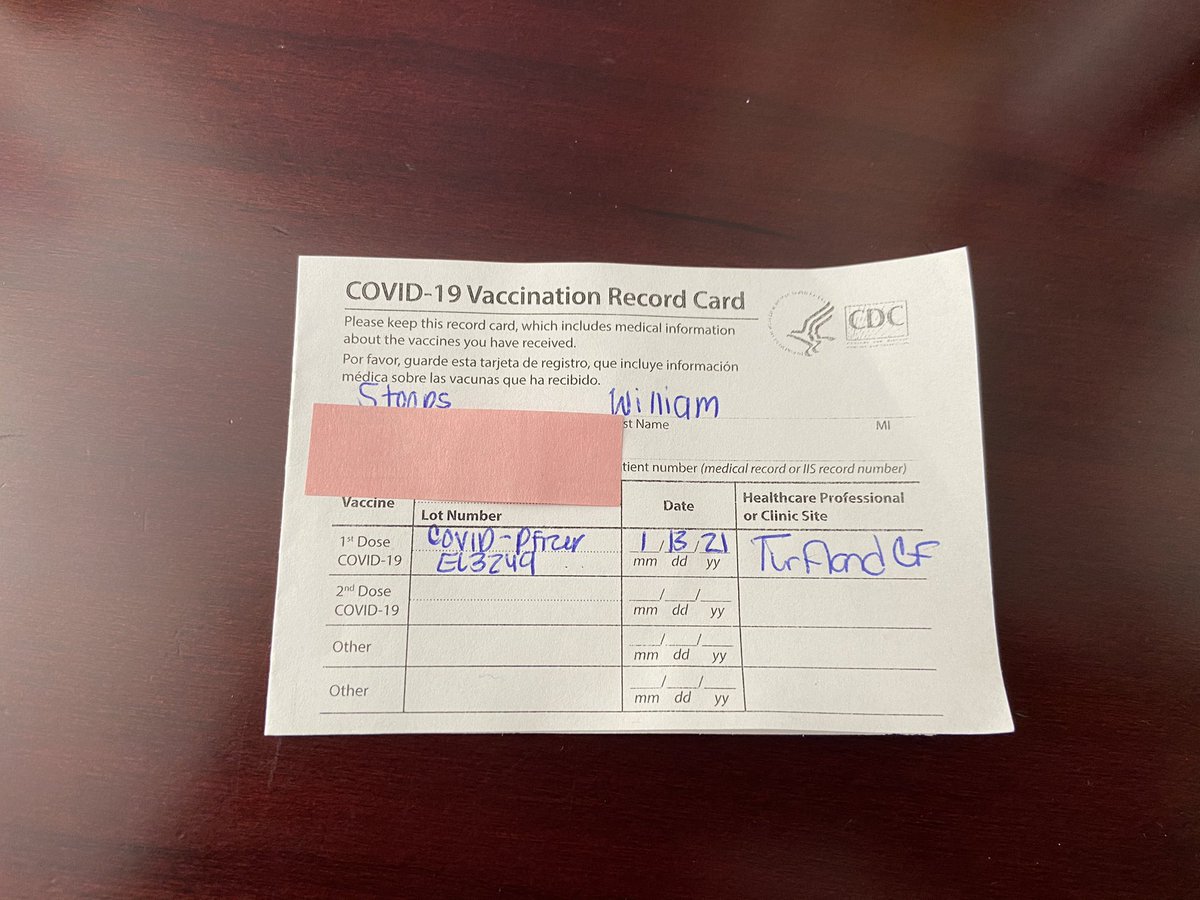 COVID-19 Vaccination Record Card
CDC
Please keep this record card, which includes medical information
about the vaccines you have received.
Por favor, guarde esta tarjeta de registro, que incluye información
médica sobre las vacunas que ha recibido.
William
st Name MI
tient number (medical record or IIS record number)
Vaccine Lot Number Date Healthcare Professional
or Clinic Site
1st Dose COVID-Pfizer 1/13/21
COVID-19 EL3249 mm dd yy
2nd Dose / /
COVID-19 mm dd yy
Other / /
mm dd yy
Other / /
mm dd yy